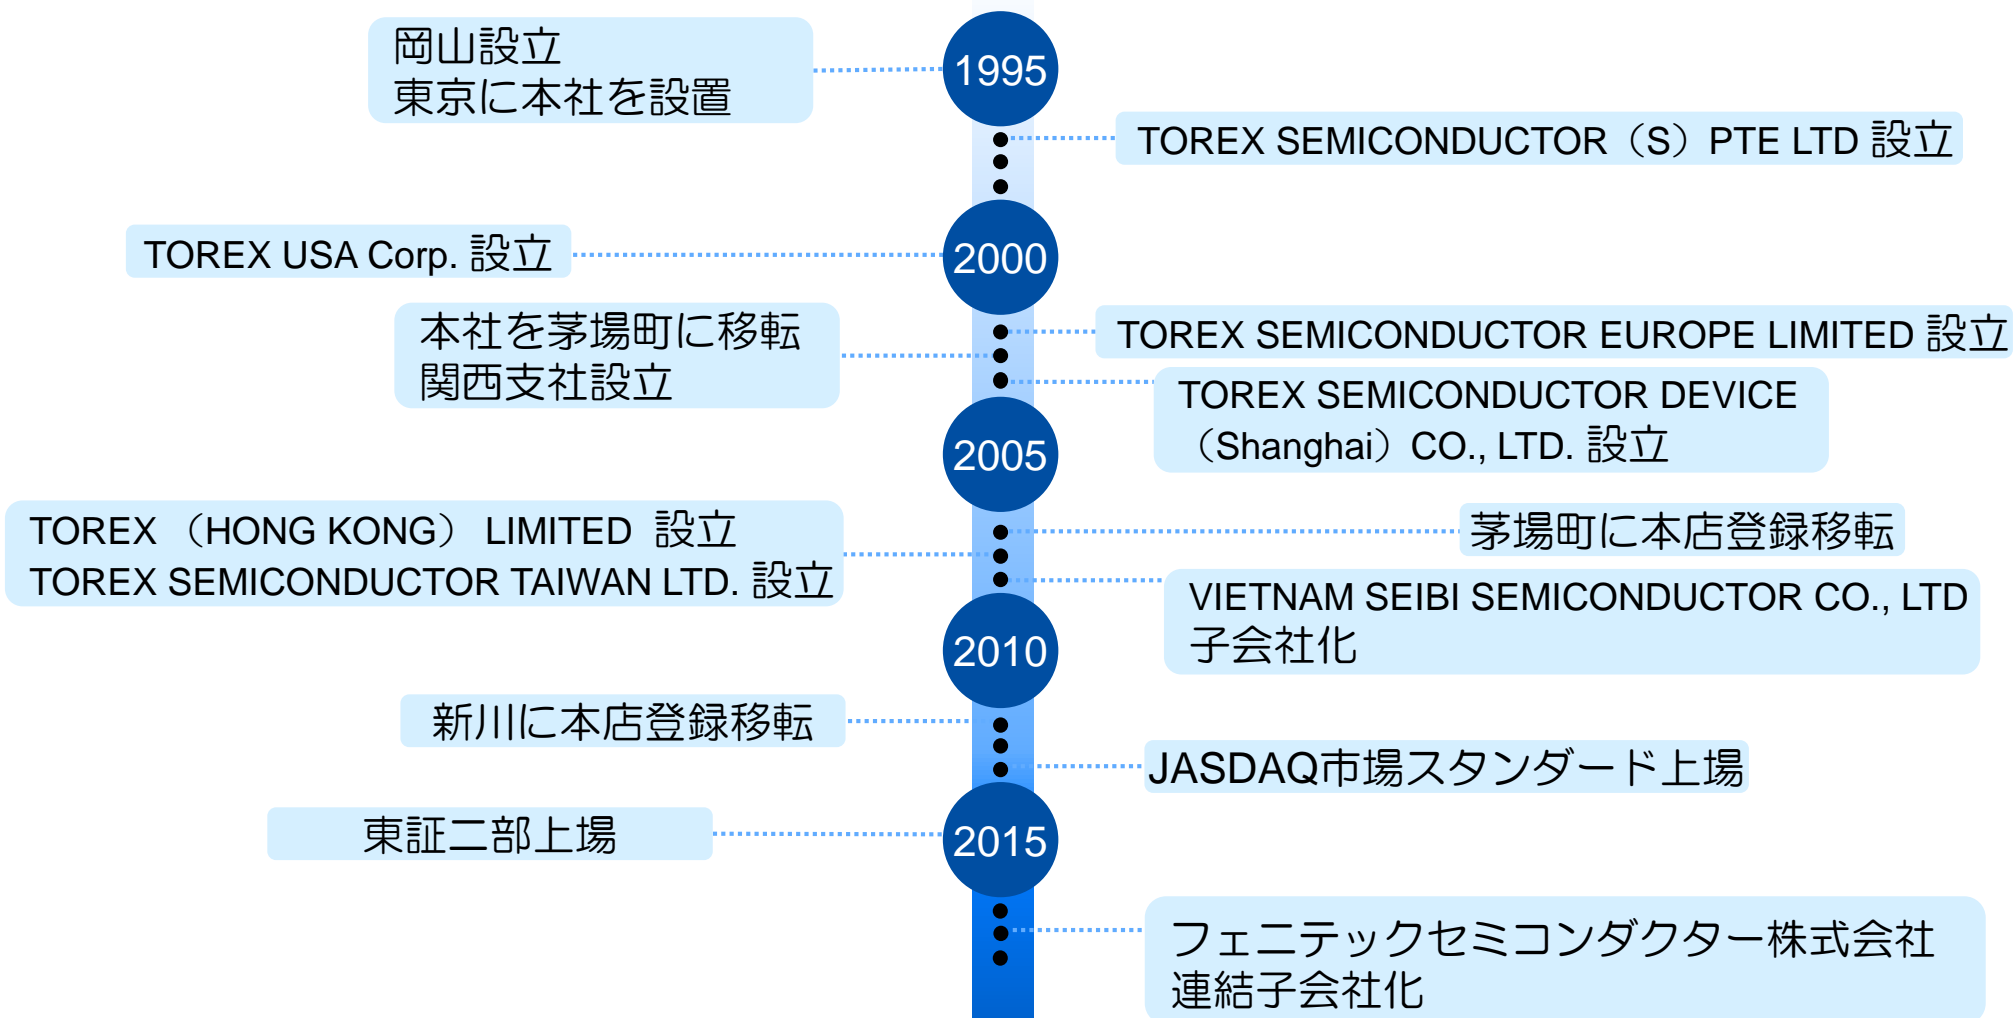 岡山設立
東京に本社を設置
1995
TOREX SEMICONDUCTOR（S）PTE LTD 設立
TOREX USA Corp. 設立
2000
本社を茅場町に移転
関西支社設立
TOREX SEMICONDUCTOR EUROPE LIMITED 設立
TOREX SEMICONDUCTOR DEVICE
（Shanghai）CO., LTD. 設立
2005
TOREX （HONG KONG） LIMITED 設立
TOREX SEMICONDUCTOR TAIWAN LTD. 設立
茅場町に本店登録移転
VIETNAM SEIBI SEMICONDUCTOR CO., LTD
子会社化
2010
新川に本店登録移転
JASDAQ市場スタンダード上場
東証二部上場
2015
フェニテックセミコンダクター株式会社
連結子会社化